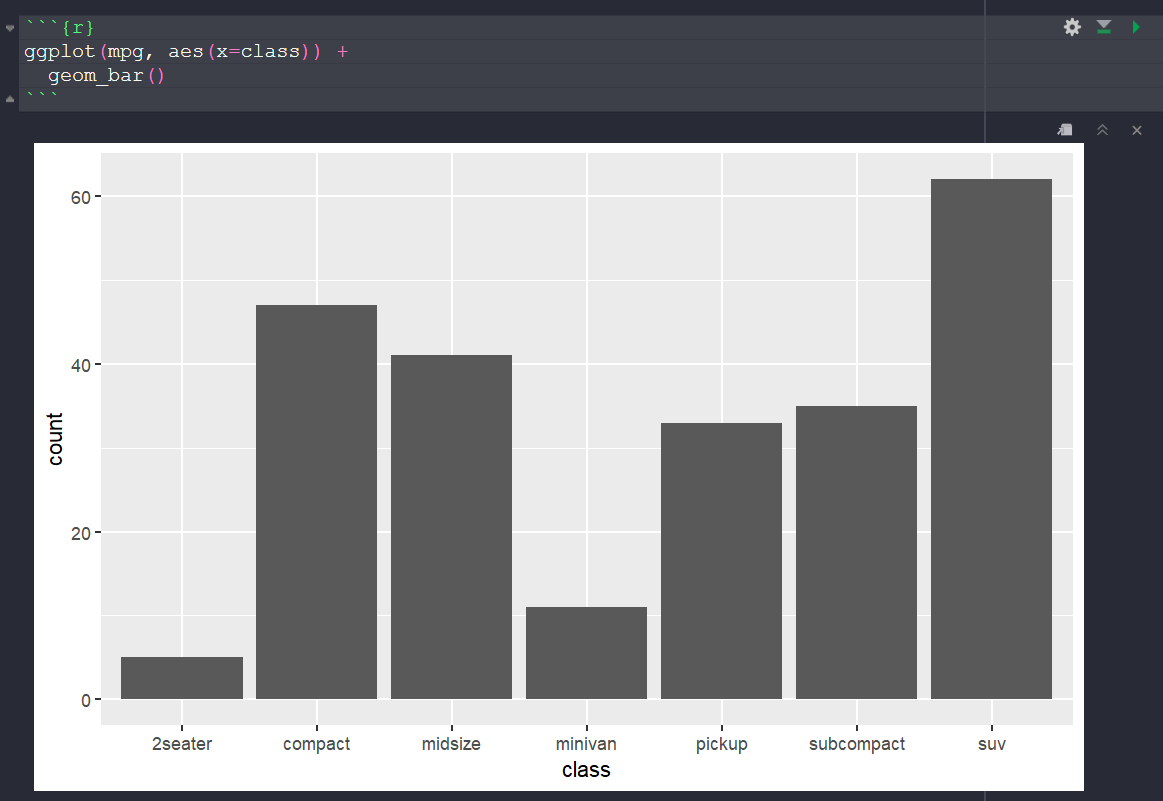 ```{r}
ggplot(mpg, aes(x=class)) +
  geom_bar()
```
60
40
20
0
count
2seater compact midsize minivan pickup subcompact suv
class